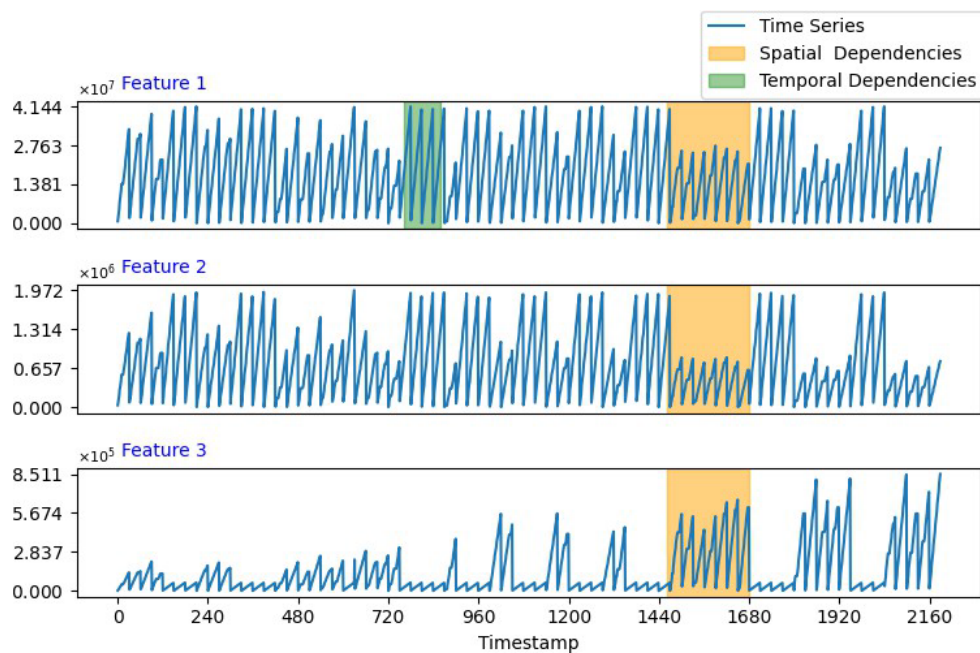 Time Series
Spatial  Dependencies
Temporal Dependencies
×10⁷ Feature 1
4.144
2.763
1.381
0.000
×10⁶ Feature 2
1.972
1.314
0.657
0.000
×10⁵ Feature 3
8.511
5.674
2.837
0.000
0 240 480 720 960 1200 1440 1680 1920 2160
Timestamp